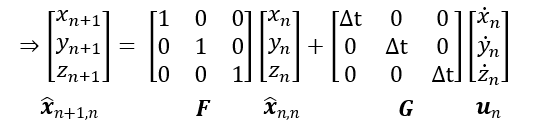 ⇒ [x_{n+1} y_{n+1} z_{n+1}] = [1 0 0; 0 1 0; 0 0 1] [x_n y_n z_n] + [Δt 0 0; 0 Δt 0; 0 0 Δt] [ẋ_n ẏ_n ż_n]
x̂_{n+1,n} F x̂_{n,n} G u_n